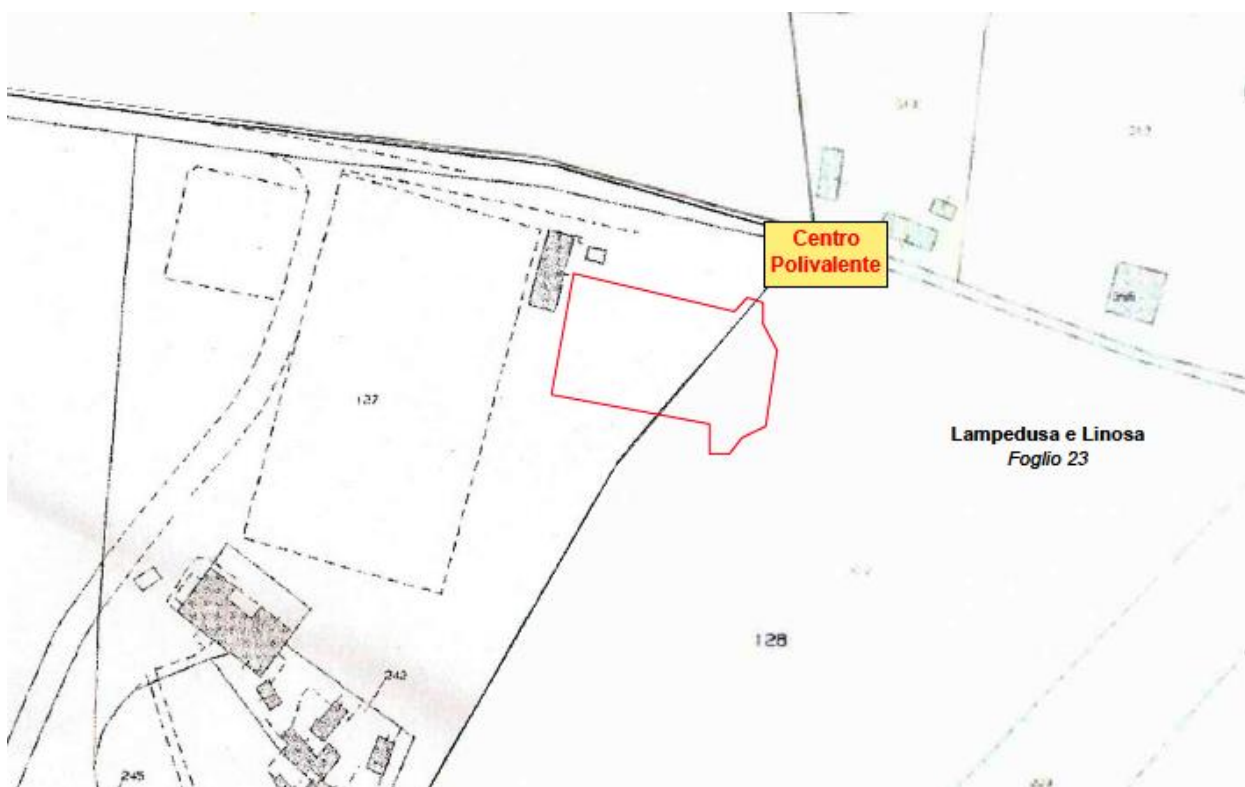 Centro
Polivalente
127
Lampedusa e Linosa
Foglio 23
128
242
245